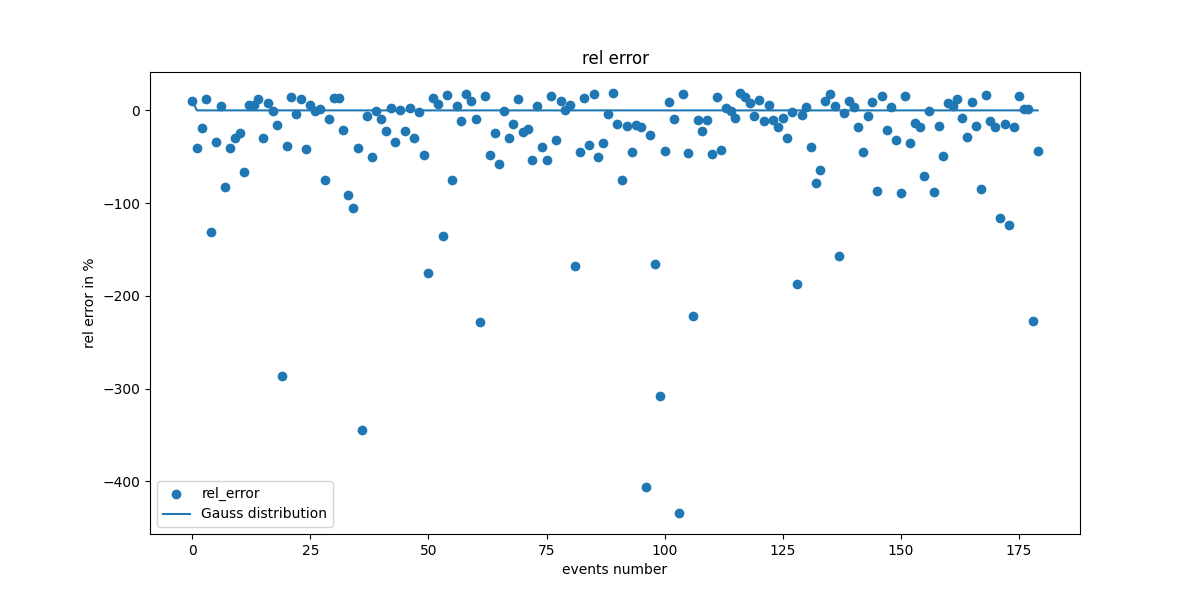 rel error
rel error in %
0
−100
−200
−300
−400
rel_error
Gauss distribution
0 25 50 75 100 125 150 175
events number